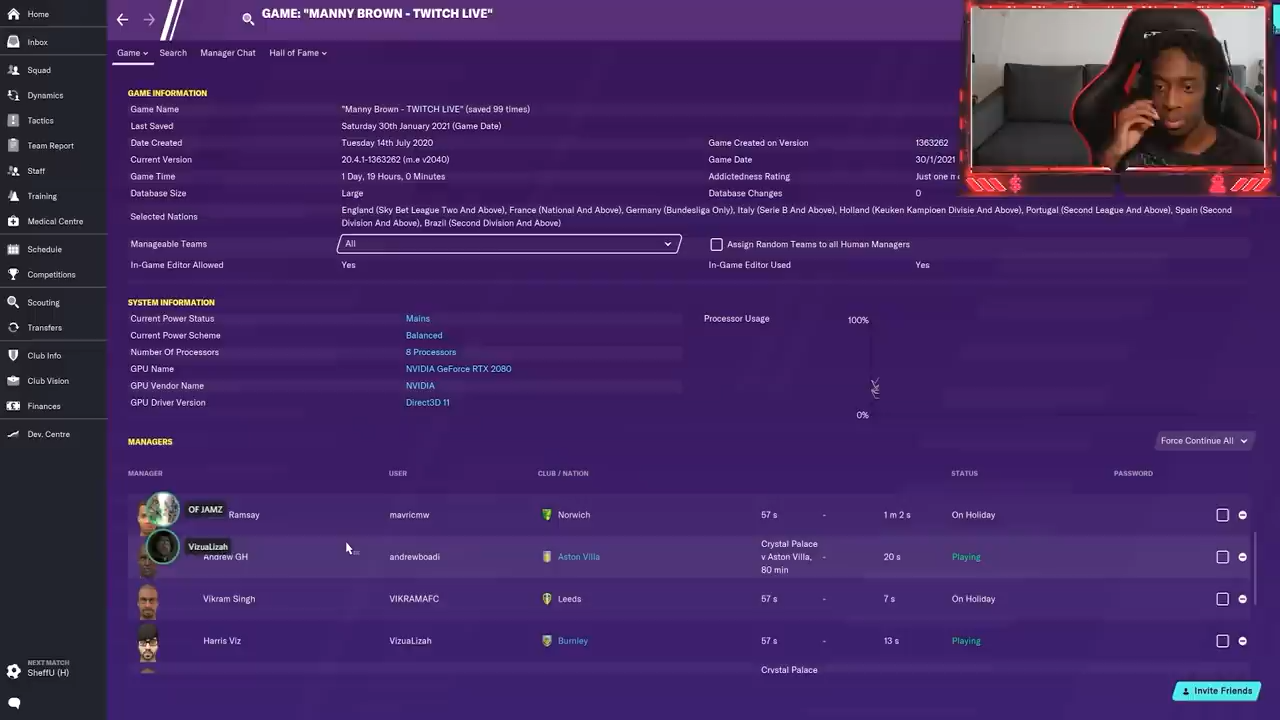 Home
Inbox
Squad
Dynamics
Tactics
Team Report
Staff
Training
Medical Centre
Schedule
Competitions
Scouting
Transfers
Club Info
Club Vision
Finances
Dev. Centre
NEXT MATCH
SheffU (H)
GAME: "MANNY BROWN - TWITCH LIVE"
Game Search Manager Chat Hall of Fame
GAME INFORMATION
Game Name "Manny Brown - TWITCH LIVE" (saved 99 times)
Last Saved Saturday 30th January 2021 (Game Date)
Date Created Tuesday 14th July 2020 Game Created on Version 1363262
Current Version 20.4.1-1363262 (m.e v2040) Game Date 30/1/2021
Game Time 1 Day, 19 Hours, 0 Minutes Addictedness Rating Just one m
Database Size Large Database Changes 0
Selected Nations England (Sky Bet League Two And Above), France (National And Above), Germany (Bundesliga Only), Italy (Serie B And Above), Holland (Keuken Kampioen Divisie And Above), Portugal (Second League And Above), Spain (Second
Division And Above), Brazil (Second Division And Above)
Manageable Teams All Assign Random Teams to all Human Managers
In-Game Editor Allowed Yes In-Game Editor Used Yes
SYSTEM INFORMATION
Current Power Status Mains Processor Usage 100%
Current Power Scheme Balanced
Number Of Processors 8 Processors
GPU Name NVIDIA GeForce RTX 2080
GPU Vendor Name NVIDIA
GPU Driver Version Direct3D 11 0%
MANAGERS Force Continue All
MANAGER USER CLUB / NATION STATUS PASSWORD
OF JAMZ Ramsay mavricmw Norwich 57 s - 1 m 2 s On Holiday
VizuaLizah
Andrew GH andrewboadi Aston Villa Crystal Palace
v Aston Villa, - 20 s Playing
80 min
Vikram Singh VIKRAMAFC Leeds 57 s - 7 s On Holiday
Harris Viz VizuaLizah Burnley 57 s - 13 s Playing
Crystal Palace
Invite Friends